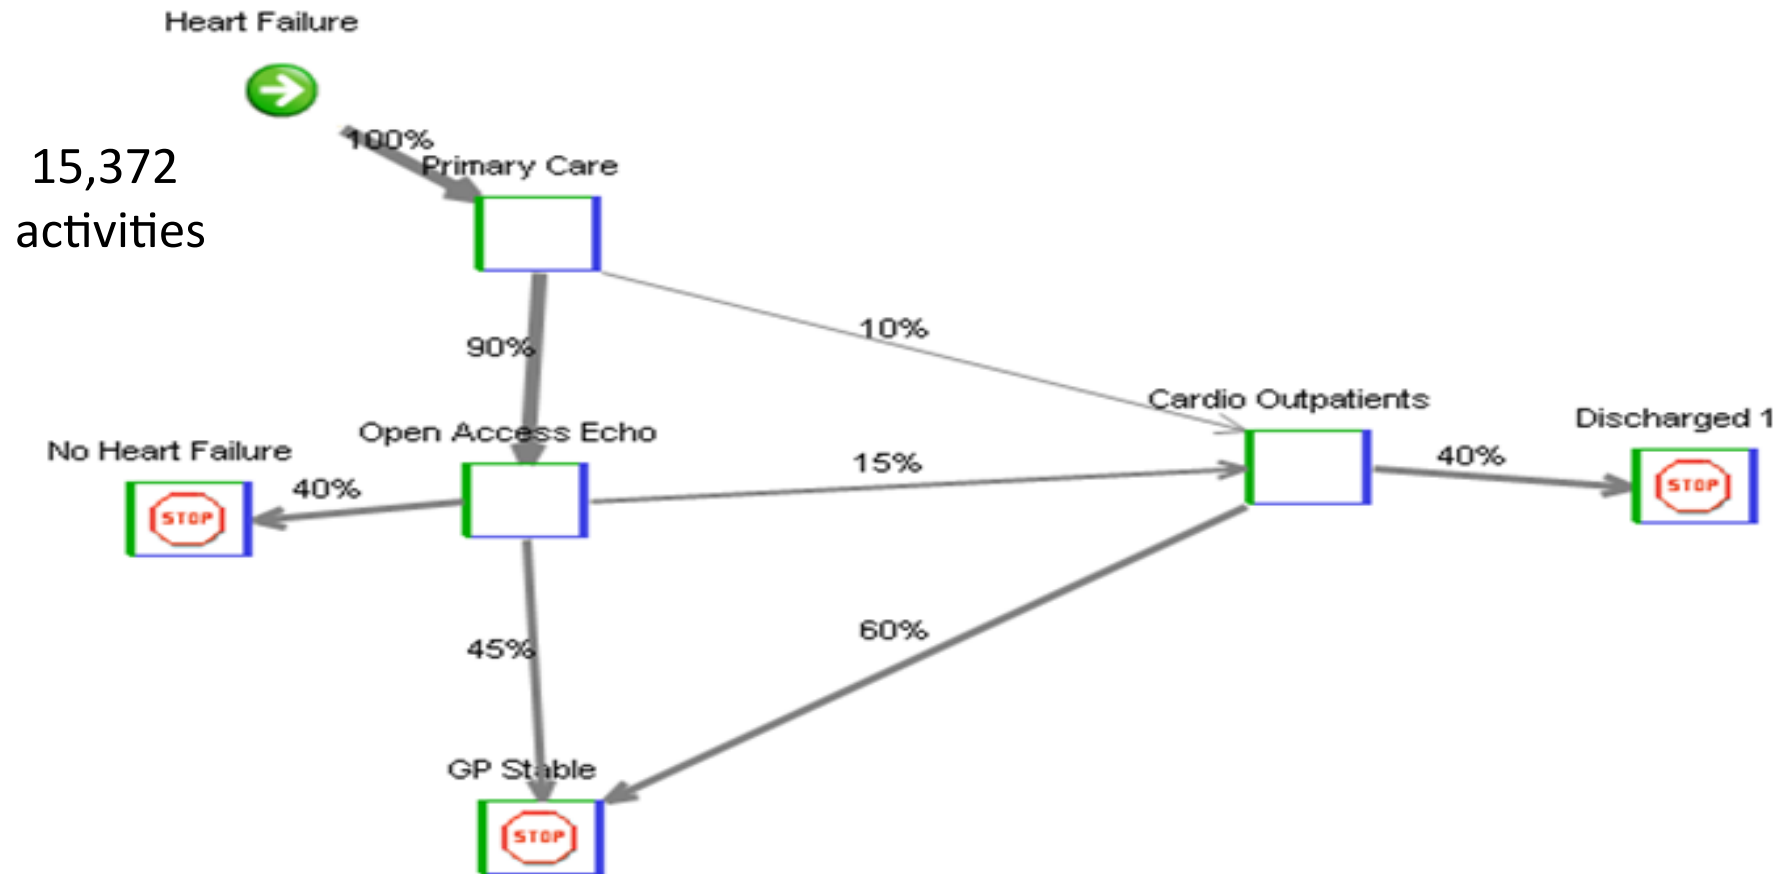 Heart Failure
100%
15,372
activities
Primary Care
90%
10%
Cardio Outpatients
Discharged 1
Open Access Echo
No Heart Failure
40%
15%
40%
STOP
STOP
45%
60%
GP Stable
STOP